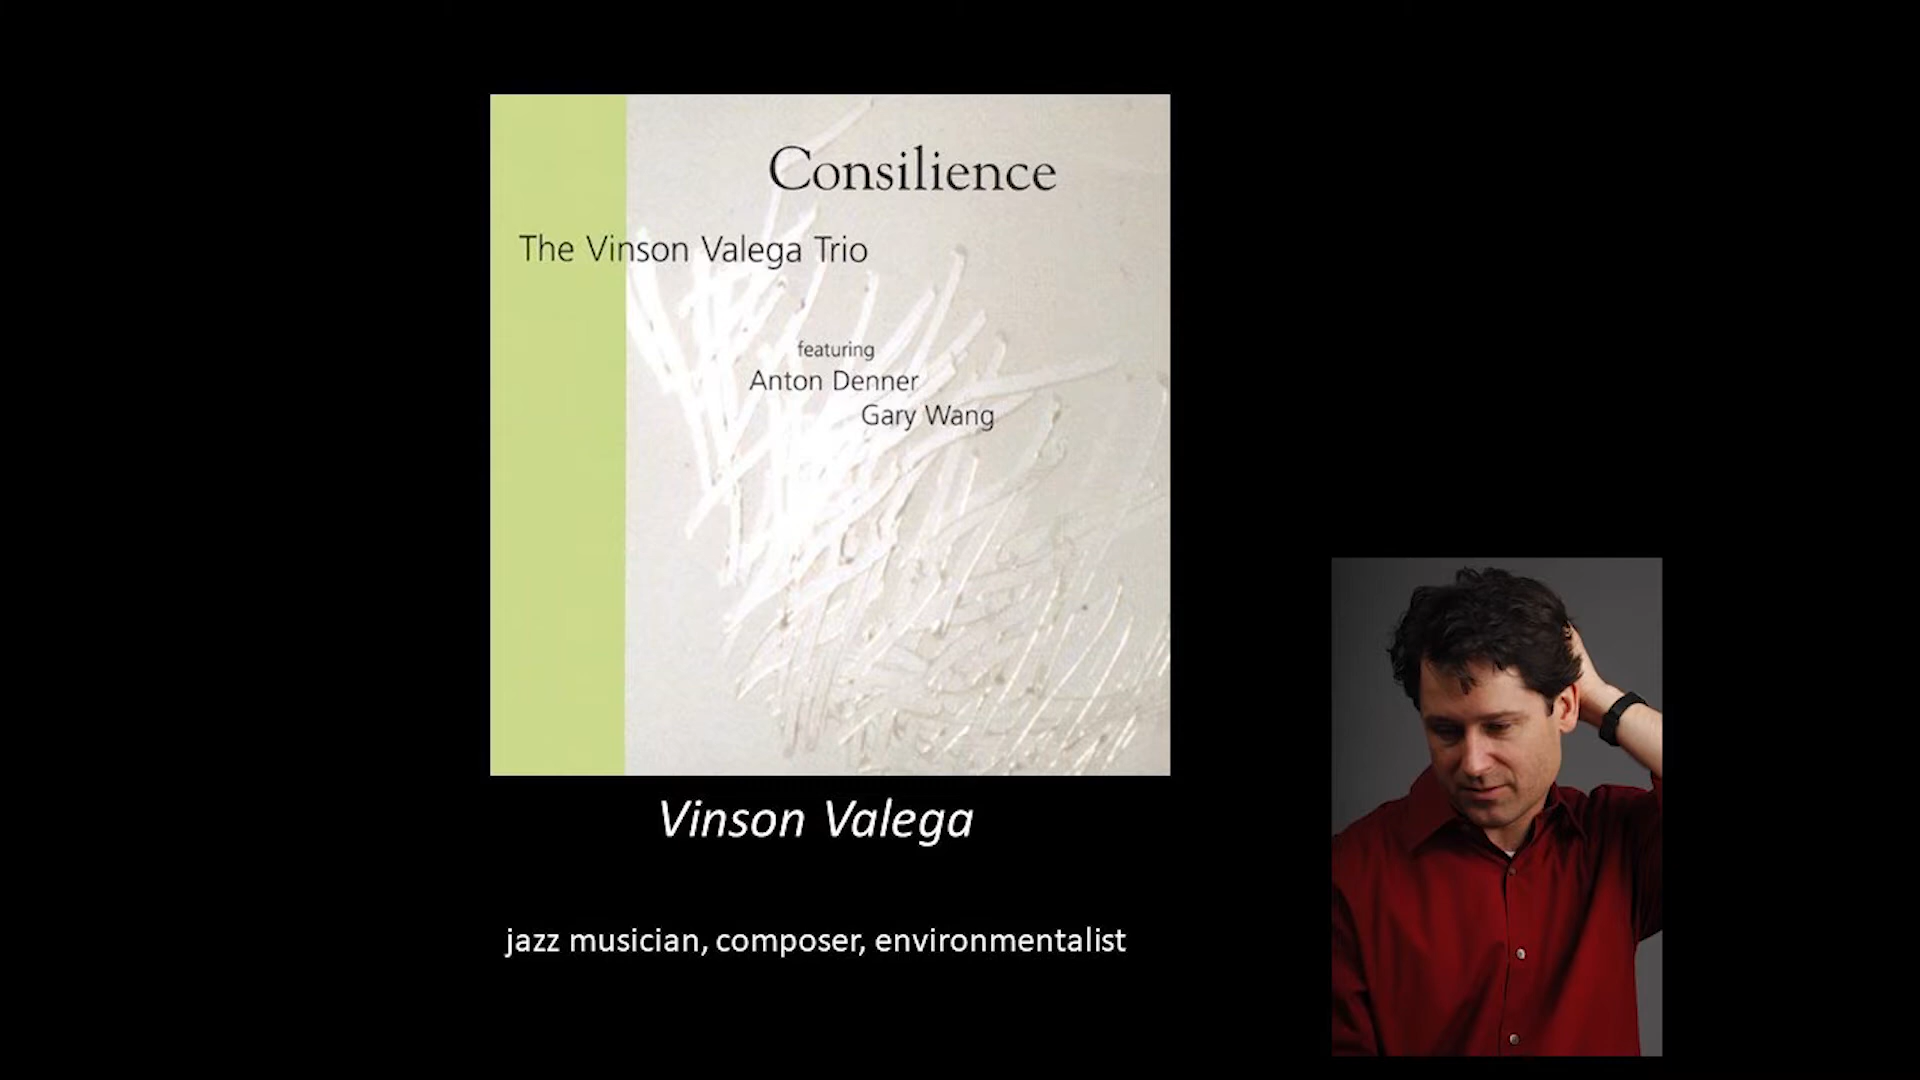 Consilience
The Vinson Valega Trio
featuring
Anton Denner
Gary Wang
Vinson Valega
jazz musician, composer, environmentalist